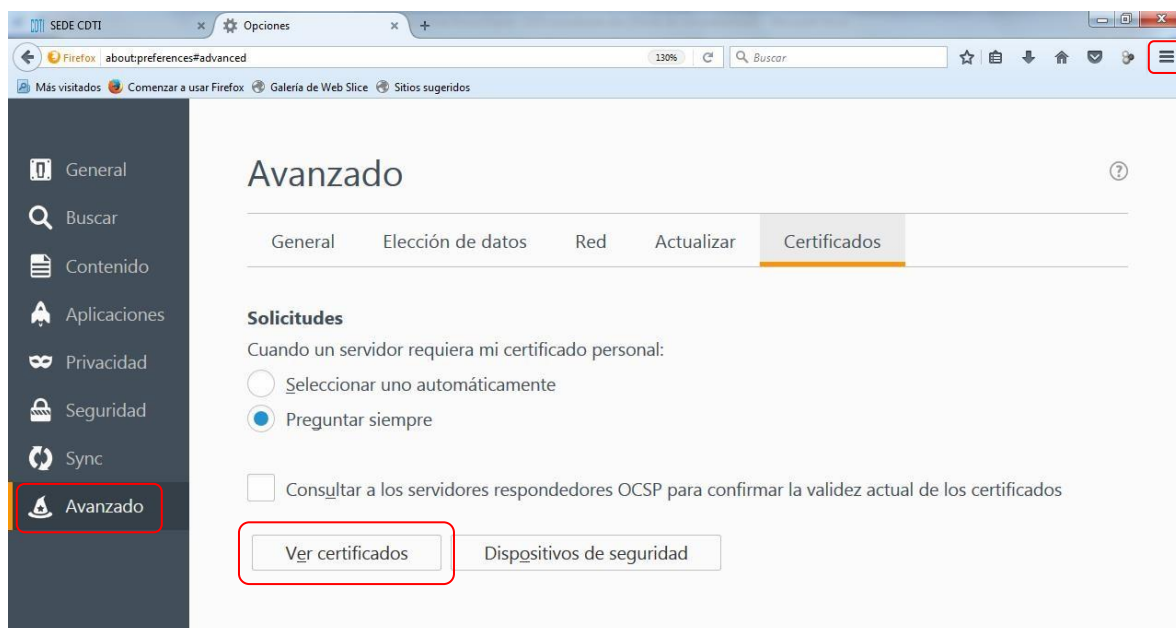 SEDE CDTI
Opciones
Firefox about:preferences#advanced 130% Buscar
Más visitados Comenzar a usar Firefox Galería de Web Slice Sitios sugeridos
General
Buscar
Contenido
Aplicaciones
Privacidad
Seguridad
Sync
Avanzado
Avanzado
General Elección de datos Red Actualizar Certificados
Solicitudes
Cuando un servidor requiera mi certificado personal:
Seleccionar uno automáticamente
Preguntar siempre
Consultar a los servidores respondedores OCSP para confirmar la validez actual de los certificados
Ver certificados Dispositivos de seguridad